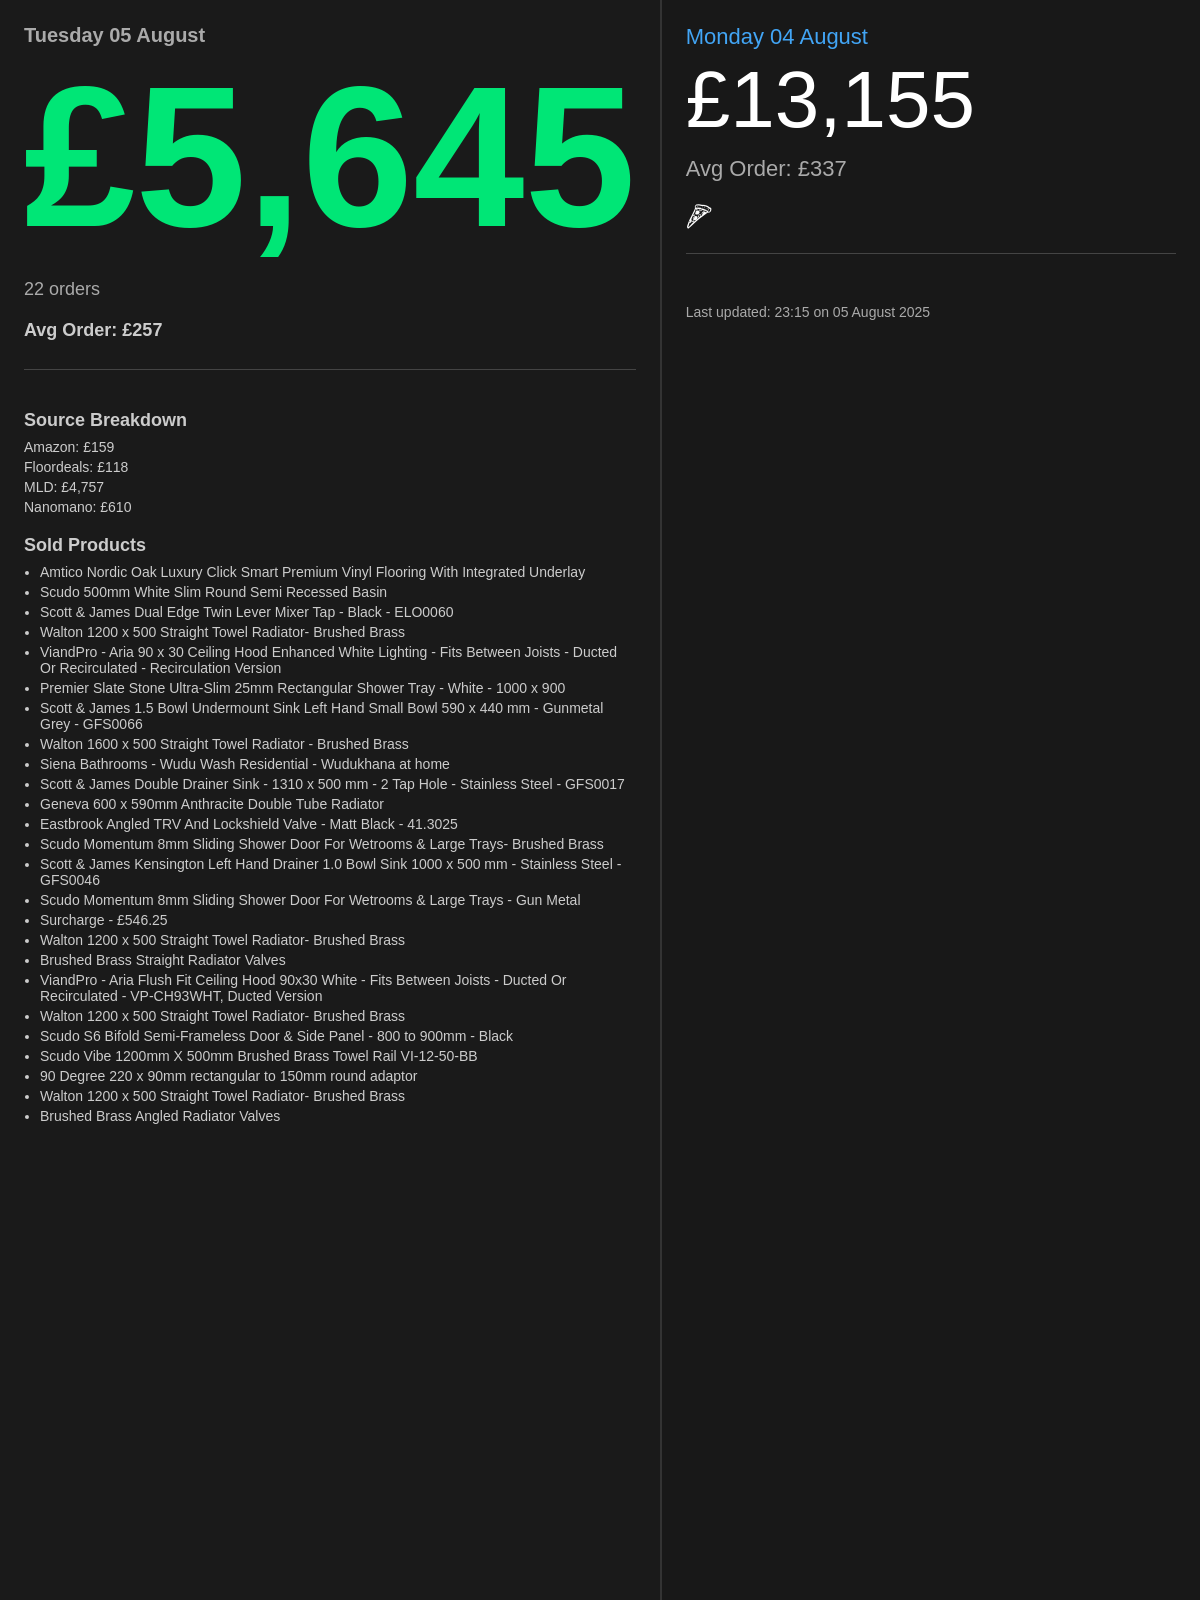 Tuesday 05 August
£5,645
22 orders
Avg Order: £257
Source Breakdown
Amazon: £159
Floordeals: £118
MLD: £4,757
Nanomano: £610
Sold Products
Amtico Nordic Oak Luxury Click Smart Premium Vinyl Flooring With Integrated Underlay
Scudo 500mm White Slim Round Semi Recessed Basin
Scott & James Dual Edge Twin Lever Mixer Tap - Black - ELO0060
Walton 1200 x 500 Straight Towel Radiator- Brushed Brass
ViandPro - Aria 90 x 30 Ceiling Hood Enhanced White Lighting - Fits Between Joists - Ducted
Or Recirculated - Recirculation Version
Premier Slate Stone Ultra-Slim 25mm Rectangular Shower Tray - White - 1000 x 900
Scott & James 1.5 Bowl Undermount Sink Left Hand Small Bowl 590 x 440 mm - Gunmetal
Grey - GFS0066
Walton 1600 x 500 Straight Towel Radiator - Brushed Brass
Siena Bathrooms - Wudu Wash Residential - Wudukhana at home
Scott & James Double Drainer Sink - 1310 x 500 mm - 2 Tap Hole - Stainless Steel - GFS0017
Geneva 600 x 590mm Anthracite Double Tube Radiator
Eastbrook Angled TRV And Lockshield Valve - Matt Black - 41.3025
Scudo Momentum 8mm Sliding Shower Door For Wetrooms & Large Trays- Brushed Brass
Scott & James Kensington Left Hand Drainer 1.0 Bowl Sink 1000 x 500 mm - Stainless Steel -
GFS0046
Scudo Momentum 8mm Sliding Shower Door For Wetrooms & Large Trays - Gun Metal
Surcharge - £546.25
Walton 1200 x 500 Straight Towel Radiator- Brushed Brass
Brushed Brass Straight Radiator Valves
ViandPro - Aria Flush Fit Ceiling Hood 90x30 White - Fits Between Joists - Ducted Or
Recirculated - VP-CH93WHT, Ducted Version
Walton 1200 x 500 Straight Towel Radiator- Brushed Brass
Scudo S6 Bifold Semi-Frameless Door & Side Panel - 800 to 900mm - Black
Scudo Vibe 1200mm X 500mm Brushed Brass Towel Rail VI-12-50-BB
90 Degree 220 x 90mm rectangular to 150mm round adaptor
Walton 1200 x 500 Straight Towel Radiator- Brushed Brass
Brushed Brass Angled Radiator Valves
Monday 04 August
£13,155
Avg Order: £337
Last updated: 23:15 on 05 August 2025